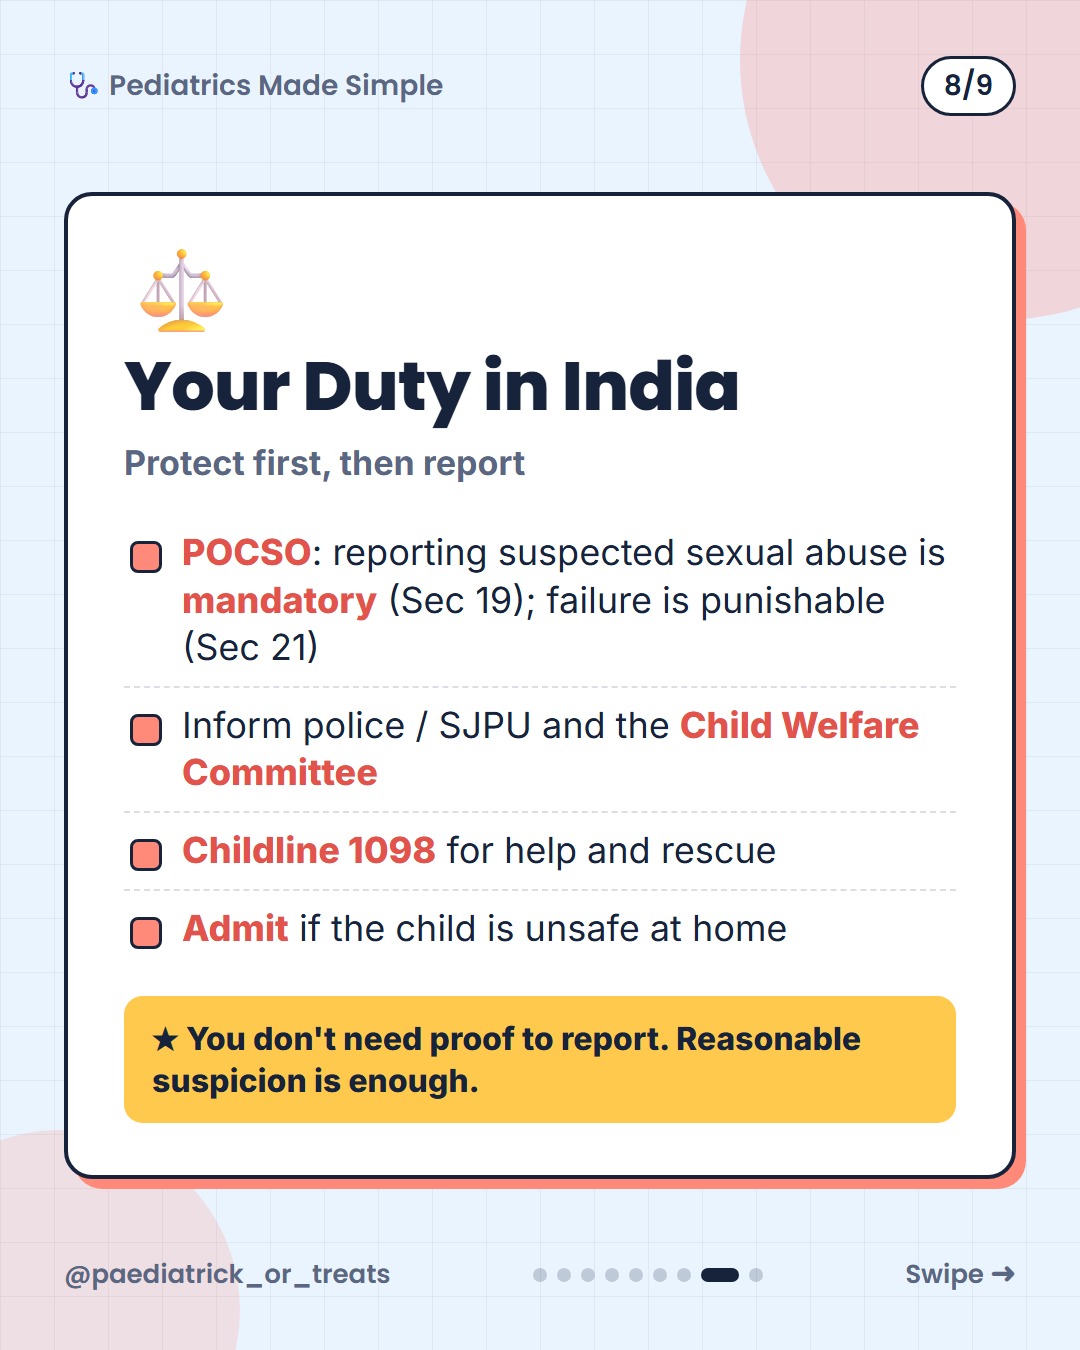 Pediatrics Made Simple
8/9
Your Duty in India
Protect first, then report
POCSO: reporting suspected sexual abuse is
mandatory (Sec 19); failure is punishable
(Sec 21)
Inform police / SJPU and the Child Welfare
Committee
Childline 1098 for help and rescue
Admit if the child is unsafe at home
★ You don't need proof to report. Reasonable
suspicion is enough.
@paediatrick_or_treats
Swipe →